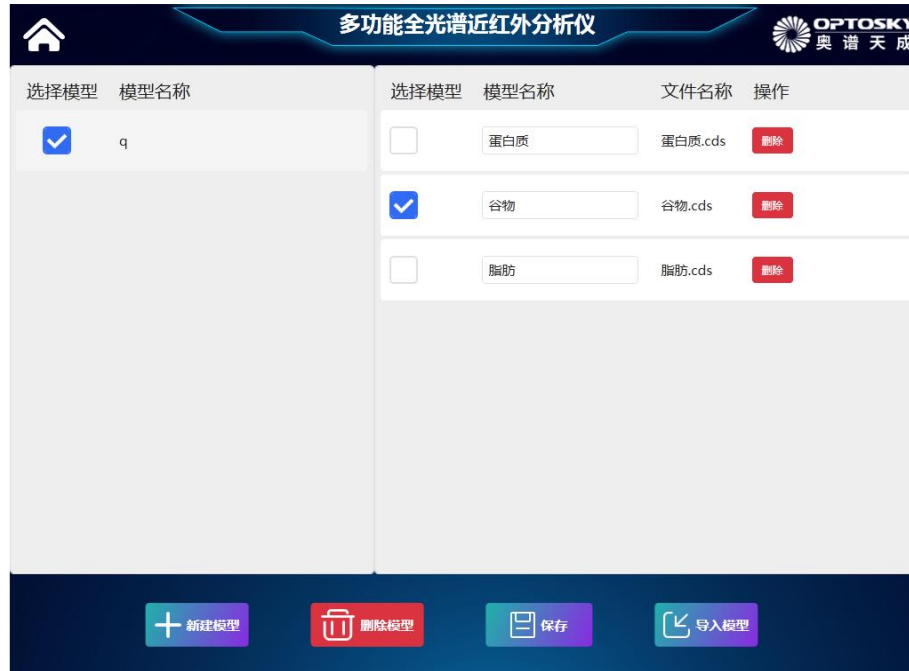 多功能全光谱近红外分析仪
OPTOSKY
奥谱天成
选择模型 模型名称
q
选择模型 模型名称 文件名称 操作
蛋白质 蛋白质.cds 删除
谷物 谷物.cds 删除
脂肪 脂肪.cds 删除
新建模型 删除模型 保存 导入模型